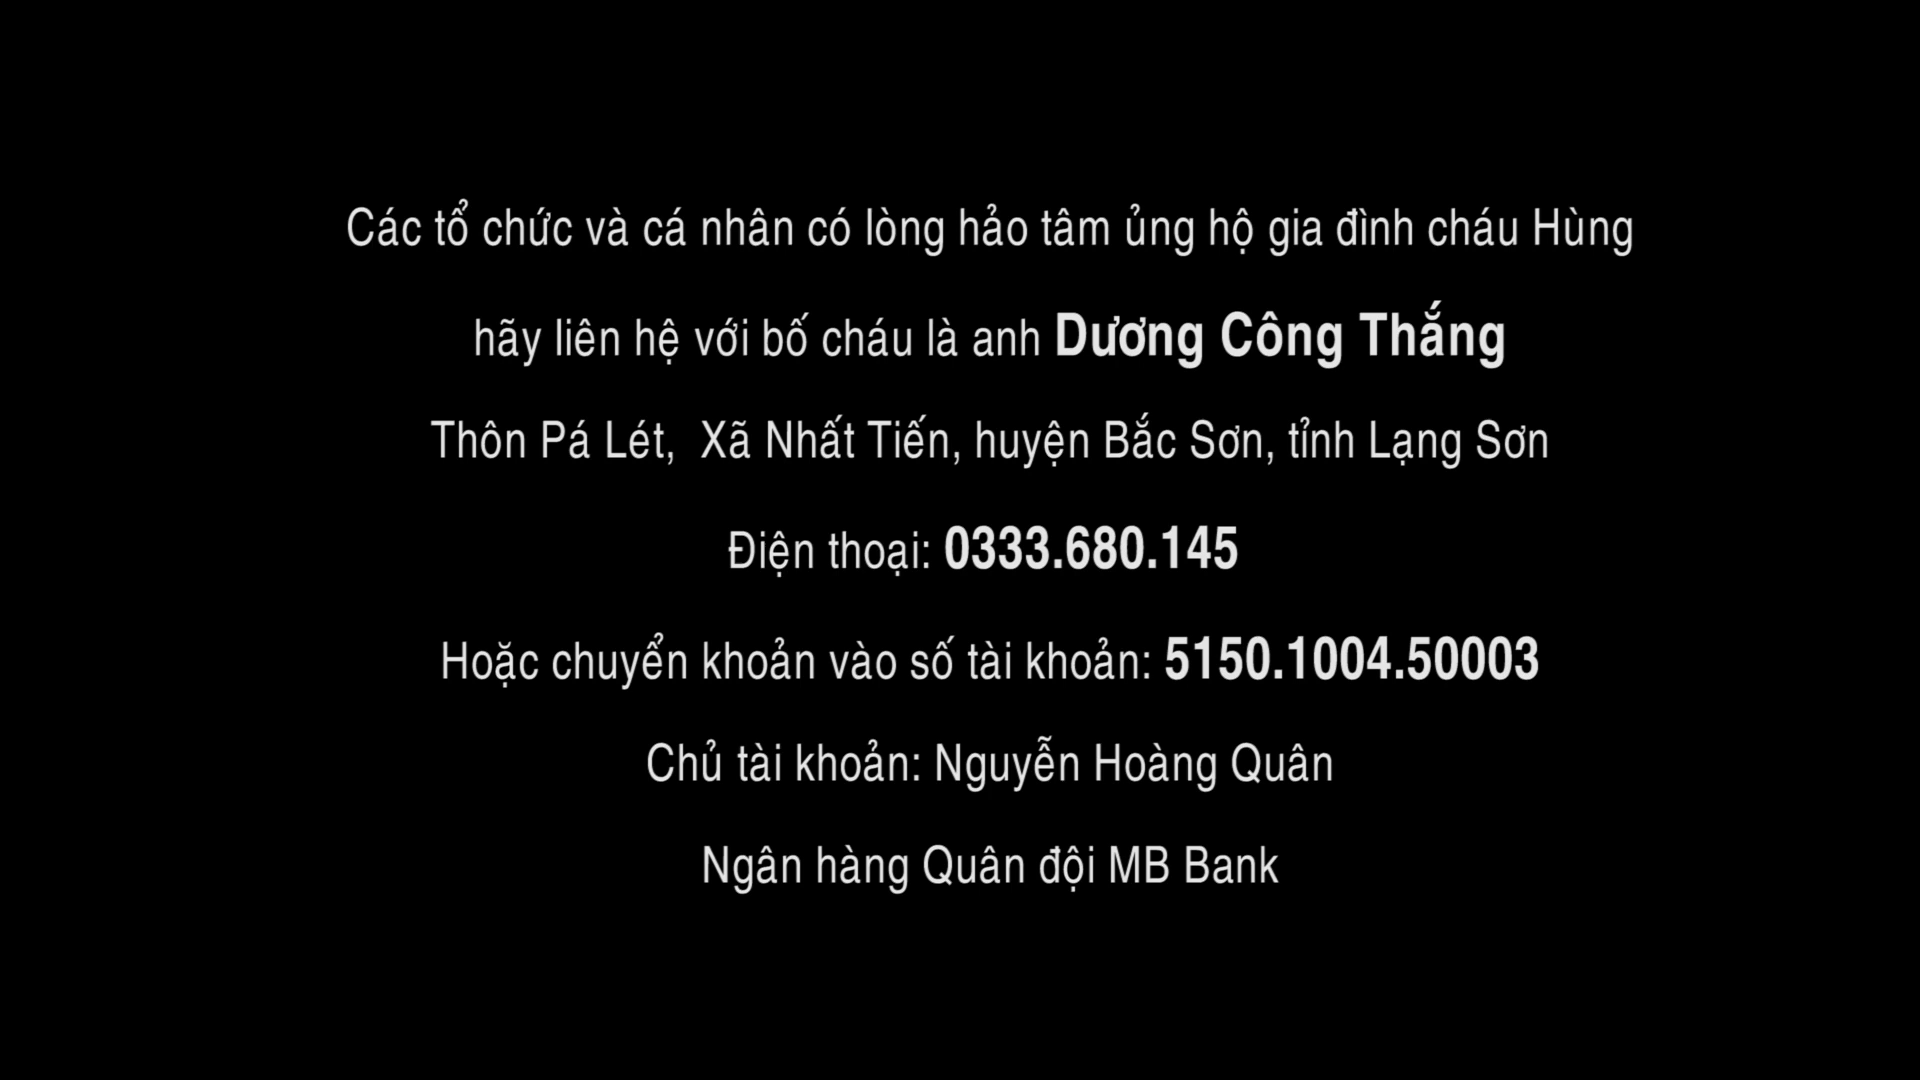 Các tổ chức và cá nhân có lòng hảo tâm ủng hộ gia đình cháu Hùng
hãy liên hệ với bố cháu là anh Dương Công Thắng
Thôn Pá Lét, Xã Nhất Tiến, huyện Bắc Sơn, tỉnh Lạng Sơn
Điện thoại: 0333.680.145
Hoặc chuyển khoản vào số tài khoản: 5150.1004.50003
Chủ tài khoản: Nguyễn Hoàng Quân
Ngân hàng Quân đội MB Bank